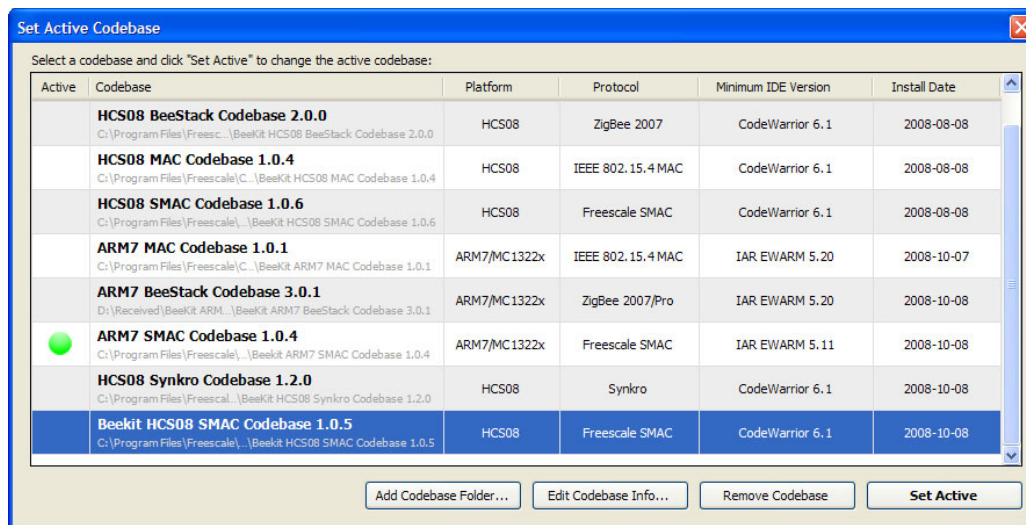 Set Active Codebase
Select a codebase and click "Set Active" to change the active codebase:
Active Codebase Platform Protocol Minimum IDE Version Install Date
HCS08 BeeStack Codebase 2.0.0
C:\Program Files\Freesc...\BeeKit HCS08 BeeStack Codebase 2.0.0
HCS08 ZigBee 2007 CodeWarrior 6.1 2008-08-08
HCS08 MAC Codebase 1.0.4
C:\Program Files\Freescale\C...\BeeKit HCS08 MAC Codebase 1.0.4
HCS08 IEEE 802.15.4 MAC CodeWarrior 6.1 2008-08-08
HCS08 SMAC Codebase 1.0.6
C:\Program Files\Freescale\...\BeeKit HCS08 SMAC Codebase 1.0.6
HCS08 Freescale SMAC CodeWarrior 6.1 2008-08-08
ARM7 MAC Codebase 1.0.1
C:\Program Files\Freescale\C...\BeeKit ARM7 MAC Codebase 1.0.1
ARM7/MC1322x IEEE 802.15.4 MAC IAR EWARM 5.20 2008-10-07
ARM7 BeeStack Codebase 3.0.1
D:\Received\BeeKit ARM...\BeeKit ARM7 BeeStack Codebase 3.0.1
ARM7/MC1322x ZigBee 2007/Pro IAR EWARM 5.20 2008-10-08
ARM7 SMAC Codebase 1.0.4
C:\Program Files\Freescale\...\Beekit ARM7 SMAC Codebase 1.0.4
ARM7/MC1322x Freescale SMAC IAR EWARM 5.11 2008-10-08
HCS08 Synkro Codebase 1.2.0
C:\Program Files\Freescal...\BeeKit HCS08 Synkro Codebase 1.2.0
HCS08 Synkro CodeWarrior 6.1 2008-10-08
Beekit HCS08 SMAC Codebase 1.0.5
C:\Program Files\Freescale\...\Beekit HCS08 SMAC Codebase 1.0.5
HCS08 Freescale SMAC CodeWarrior 6.1 2008-10-08
Add Codebase Folder... Edit Codebase Info... Remove Codebase Set Active